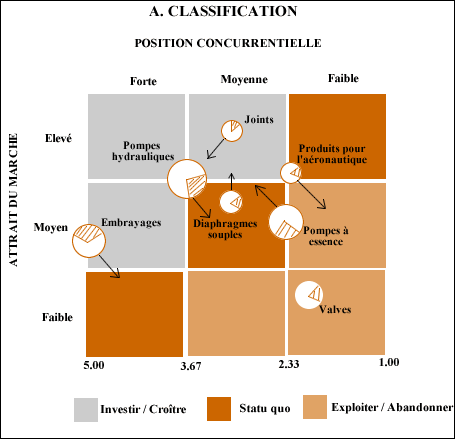 A. CLASSIFICATION
POSITION CONCURRENTIELLE
Forte
Moyenne
Faible
ATTRAIT DU MARCHE
Elevé
Joints
Pompes
hydrauliques
Produits pour
l'aéronautique
Moyen
Embrayages
Diaphragmes
souples
Pompes à
essence
Faible
Valves
5.00
3.67
2.33
1.00
Investir / Croître
Statu quo
Exploiter / Abandonner